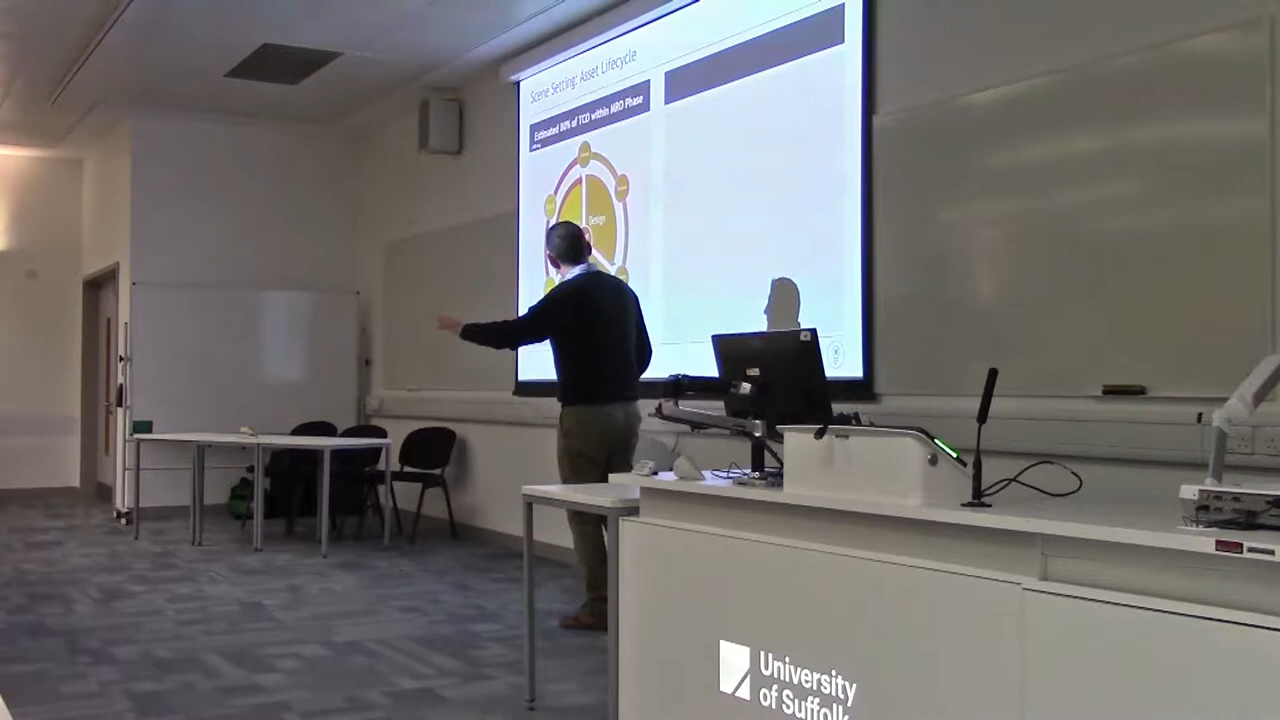 Scene Setting: Asset Lifecycle
Estimated 80% of TCO within MRO Phase
Design
University
of Suffolk